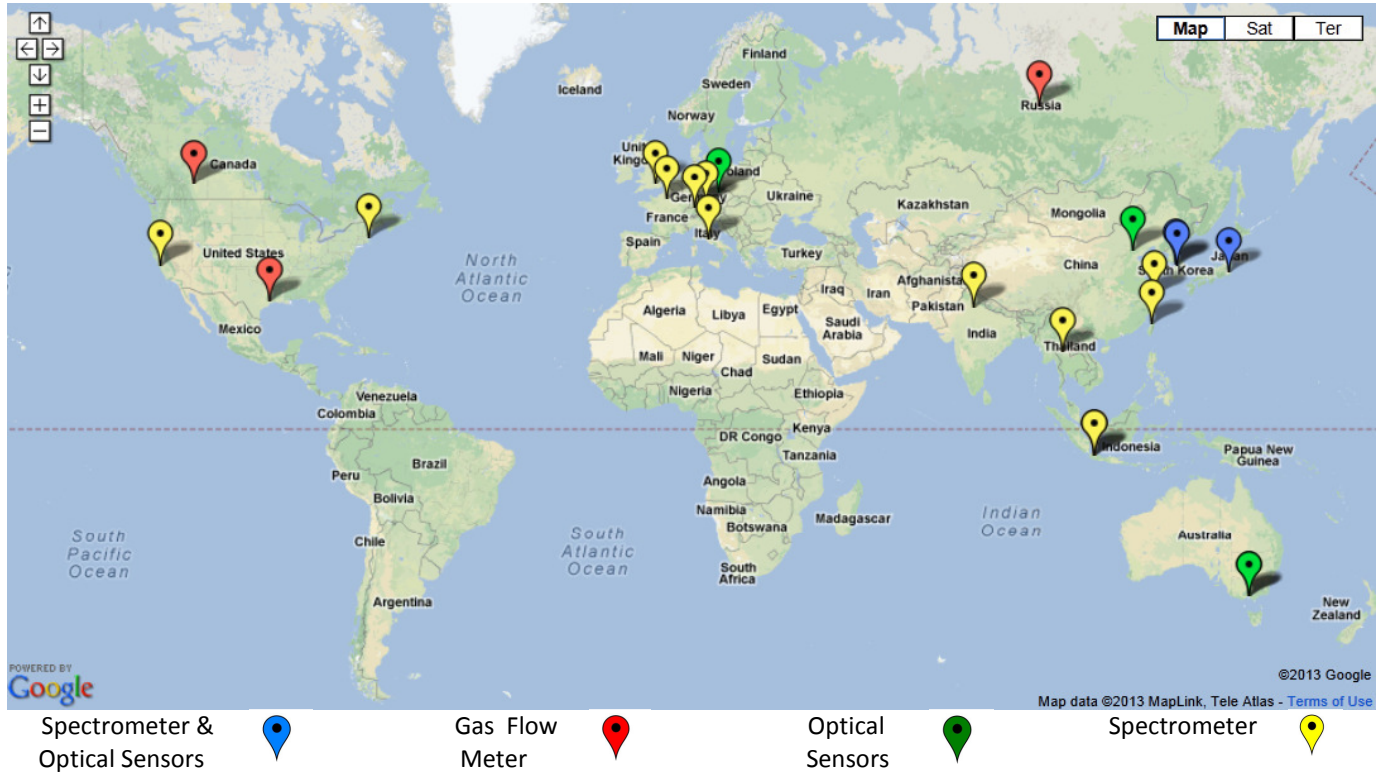 Map Sat Ter
Finland
Iceland
Sweden
Russia
Norway
Canada
Poland
Ukraine
Kazakhstan
Mongolia
France
Italy
United States
Spain
Turkey
China
Japan
South Korea
North
Atlantic
Ocean
Afghanistan
Iraq
Iran
Pakistan
Algeria
Libya
Egypt
Saudi
Arabia
India
Mexico
Thailand
Mali
Niger
Sudan
Chad
Nigeria
Ethiopia
Venezuela
Colombia
DR Congo
Kenya
Tanzania
Indonesia
Papua New
Guinea
Brazil
Peru
Bolivia
Angola
Namibia
Botswana
Madagascar
Indian
Ocean
Australia
South
Pacific
Ocean
Chile
South
Atlantic
Ocean
South
Africa
Argentina
New
Zealand
POWERED BY
Google
©2013 Google
Map data ©2013 MapLink, Tele Atlas - Terms of Use
Spectrometer &
Optical Sensors
Gas Flow
Meter
Optical
Sensors
Spectrometer